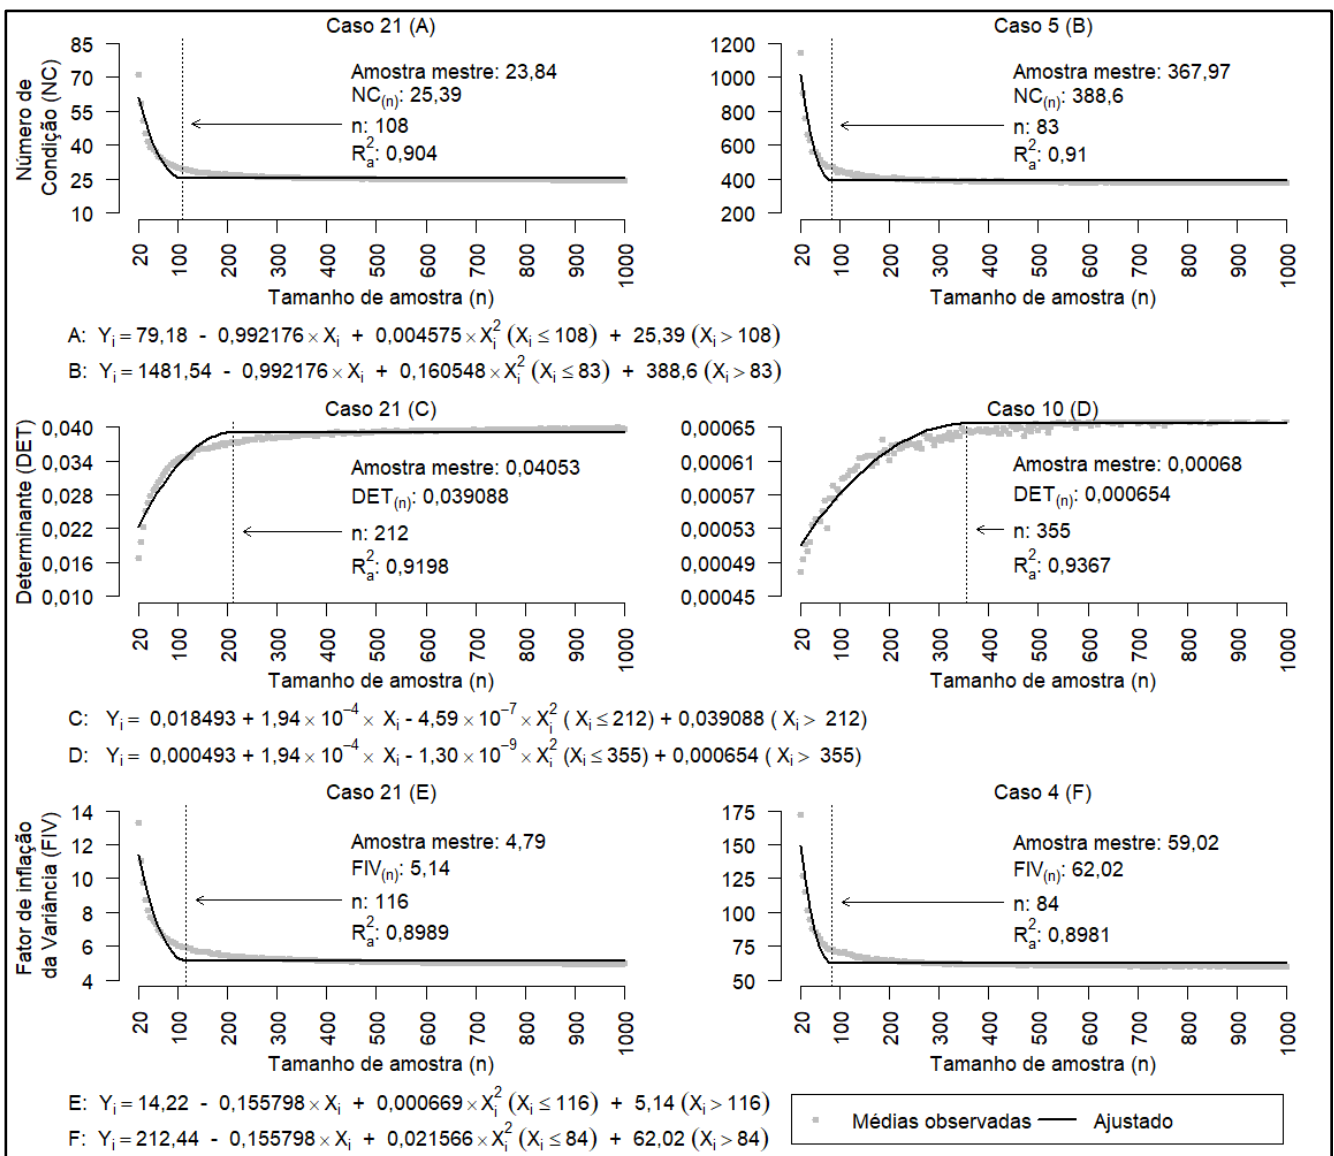 Caso 21 (A)
Número de
Condição (NC)
85
70
55
40
25
10
Amostra mestre: 23,84
NC(n): 25,39
n: 108
R²a: 0,904
20 100 200 300 400 500 600 700 800 900 1000
Tamanho de amostra (n)
Caso 5 (B)
1200
1000
800
600
400
200
Amostra mestre: 367,97
NC(n): 388,6
n: 83
R²a: 0,91
20 100 200 300 400 500 600 700 800 900 1000
Tamanho de amostra (n)
A: Yi = 79,18 - 0,992176 × Xi + 0,004575 × Xi² (Xi ≤ 108) + 25,39 (Xi > 108)
B: Yi = 1481,54 - 0,992176 × Xi + 0,160548 × Xi² (Xi ≤ 83) + 388,6 (Xi > 83)
Caso 21 (C)
Determinante (DET)
0,040
0,034
0,028
0,022
0,016
0,010
Amostra mestre: 0,04053
DET(n): 0,039088
n: 212
R²a: 0,9198
20 100 200 300 400 500 600 700 800 900 1000
Tamanho de amostra (n)
Caso 10 (D)
0,00065
0,00061
0,00057
0,00053
0,00049
0,00045
Amostra mestre: 0,00068
DET(n): 0,000654
n: 355
R²a: 0,9367
20 100 200 300 400 500 600 700 800 900 1000
Tamanho de amostra (n)
C: Yi = 0,018493 + 1,94 × 10⁻⁴ × Xi - 4,59 × 10⁻⁷ × Xi² ( Xi ≤ 212) + 0,039088 ( Xi > 212)
D: Yi = 0,000493 + 1,94 × 10⁻⁴ × Xi - 1,30 × 10⁻⁹ × Xi² (Xi ≤ 355) + 0,000654 ( Xi > 355)
Caso 21 (E)
Fator de inflação
da Variância (FIV)
14
12
10
8
6
4
Amostra mestre: 4,79
FIV(n): 5,14
n: 116
R²a: 0,8989
20 100 200 300 400 500 600 700 800 900 1000
Tamanho de amostra (n)
Caso 4 (F)
175
150
125
100
75
50
Amostra mestre: 59,02
FIV(n): 62,02
n: 84
R²a: 0,8981
20 100 200 300 400 500 600 700 800 900 1000
Tamanho de amostra (n)
E: Yi = 14,22 - 0,155798 × Xi + 0,000669 × Xi² (Xi ≤ 116) + 5,14 (Xi > 116)
F: Yi = 212,44 - 0,155798 × Xi + 0,021566 × Xi² (Xi ≤ 84) + 62,02 (Xi > 84)
Médias observadas Ajustado